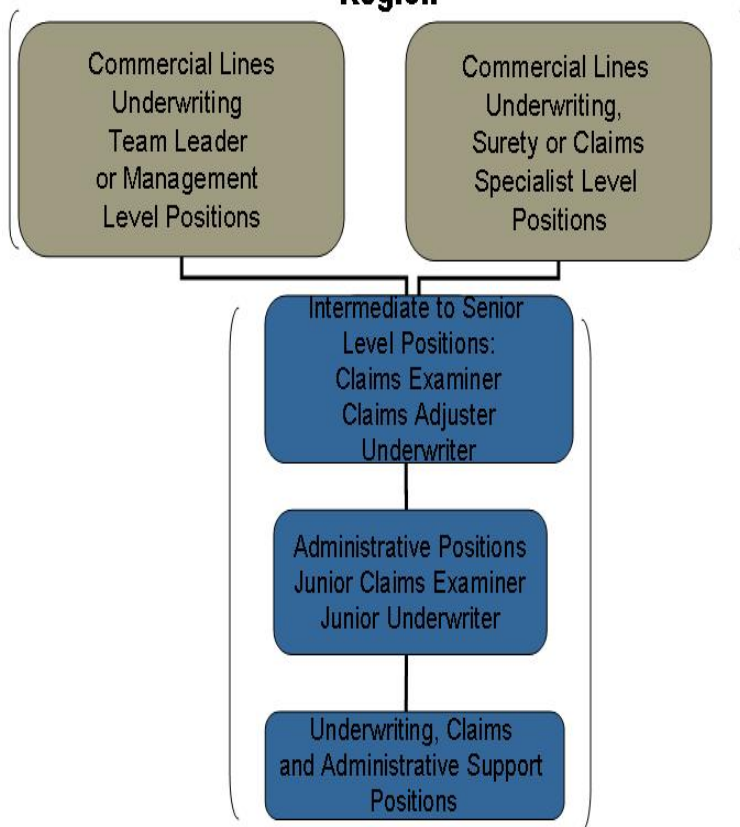 Region
Commercial Lines
Underwriting
Team Leader
or Management
Level Positions
Commercial Lines
Underwriting,
Surety or Claims
Specialist Level
Positions
Intermediate to Senior
Level Positions:
Claims Examiner
Claims Adjuster
Underwriter
Administrative Positions
Junior Claims Examiner
Junior Underwriter
Underwriting, Claims
and Administrative Support
Positions